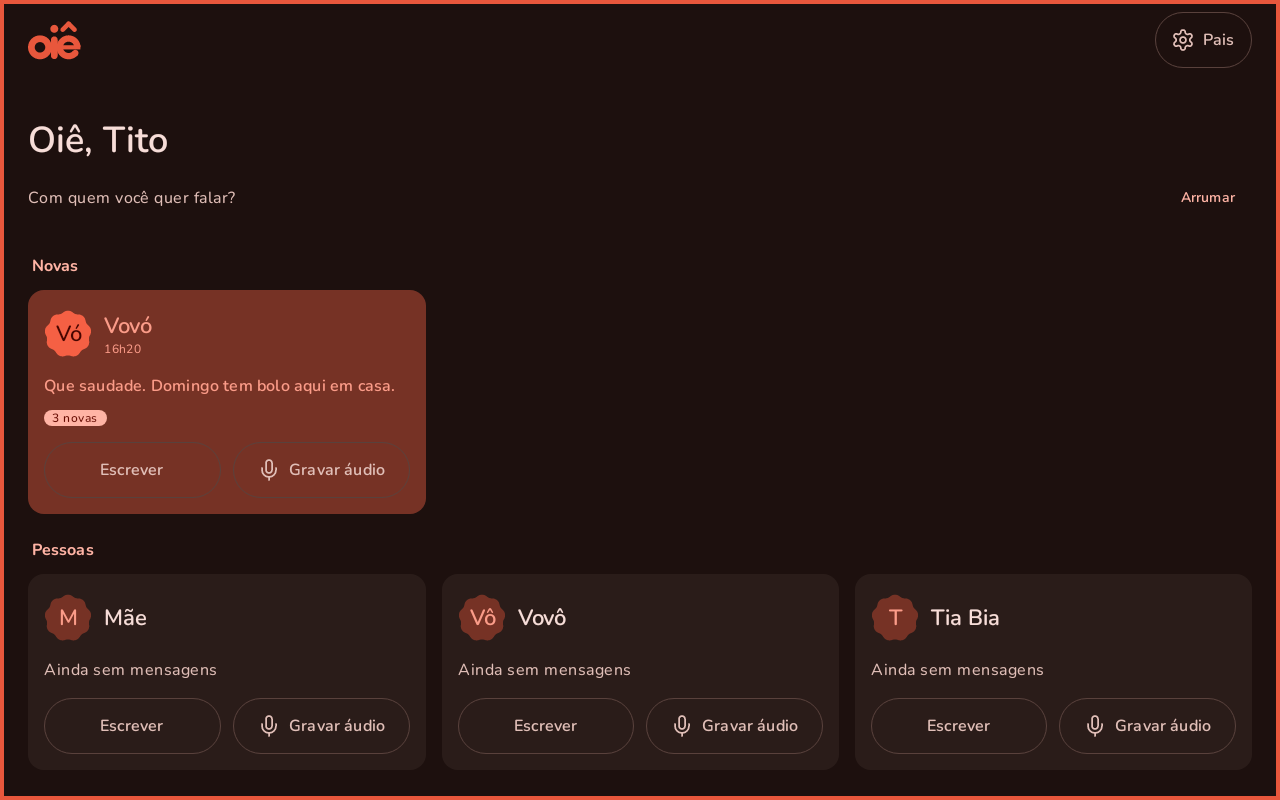 oiê
Pais
Oiê, Tito
Com quem você quer falar?
Arrumar
Novas
Vó
Vovó
16h20
Que saudade. Domingo tem bolo aqui em casa.
3 novas
Escrever
Gravar áudio
Pessoas
M
Mãe
Ainda sem mensagens
Escrever
Gravar áudio
Vô
Vovô
Ainda sem mensagens
Escrever
Gravar áudio
T
Tia Bia
Ainda sem mensagens
Escrever
Gravar áudio